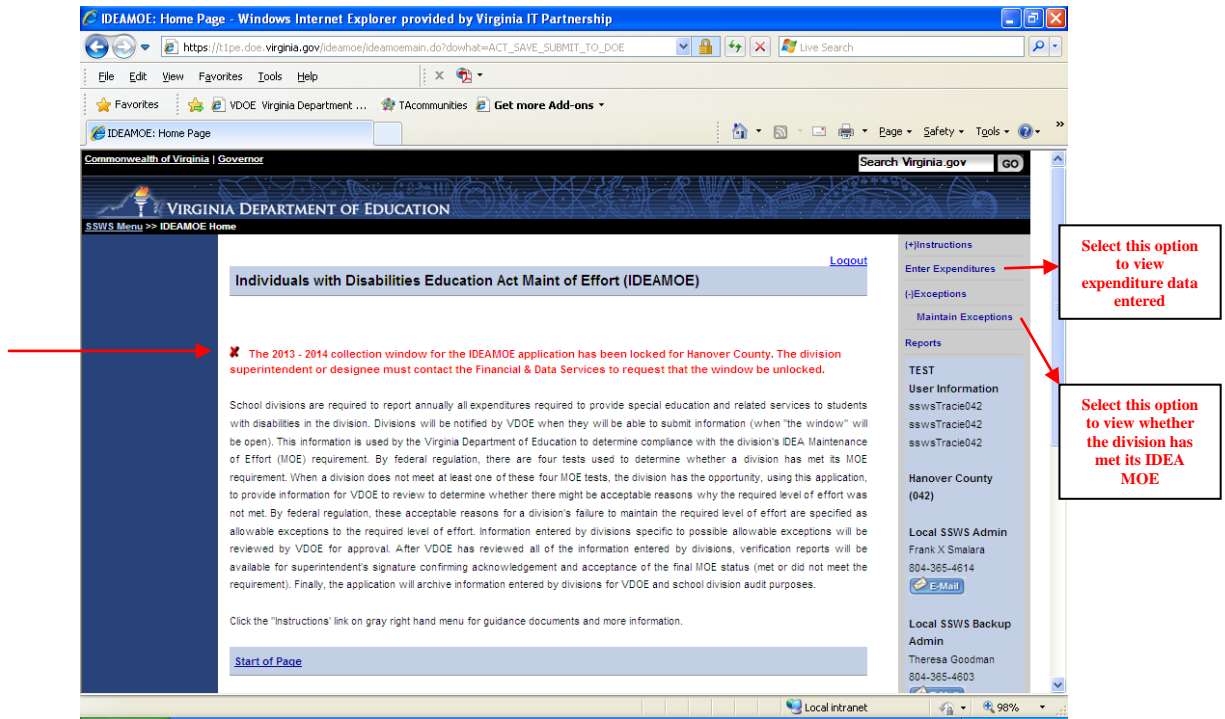 IDEAMOE: Home Page - Windows Internet Explorer provided by Virginia IT Partnership
https://t1pe.doe.virginia.gov/ideamoe/ideamoemain.do?dowhat=ACT_SAVE_SUBMIT_TO_DOE
Live Search
File Edit View Favorites Tools Help
Favorites VDOE Virginia Department ... TAcommunities Get more Add-ons
IDEAMOE: Home Page
Page Safety Tools
Commonwealth of Virginia | Governor
Search Virginia.gov GO
VIRGINIA DEPARTMENT OF EDUCATION
SSWS Menu >> IDEAMOE Home
Logout
Individuals with Disabilities Education Act Maint of Effort (IDEAMOE)
The 2013 - 2014 collection window for the IDEAMOE application has been locked for Hanover County. The division
superintendent or designee must contact the Financial & Data Services to request that the window be unlocked.
School divisions are required to report annually all expenditures required to provide special education and related services to students
with disabilities in the division. Divisions will be notified by VDOE when they will be able to submit information (when "the window" will
be open). This information is used by the Virginia Department of Education to determine compliance with the division's IDEA Maintenance
of Effort (MOE) requirement. By federal regulation, there are four tests used to determine whether a division has met its MOE
requirement. When a division does not meet at least one of these four MOE tests, the division has the opportunity, using this application,
to provide information for VDOE to review to determine whether there might be acceptable reasons why the required level of effort was
not met. By federal regulation, these acceptable reasons for a division's failure to maintain the required level of effort are specified as
allowable exceptions to the required level of effort. Information entered by divisions specific to possible allowable exceptions will be
reviewed by VDOE for approval. After VDOE has reviewed all of the information entered by divisions, verification reports will be
available for superintendent's signature confirming acknowledgement and acceptance of the final MOE status (met or did not meet the
requirement). Finally, the application will archive information entered by divisions for VDOE and school division audit purposes.
Click the "Instructions' link on gray right hand menu for guidance documents and more information.
Start of Page
(+)Instructions
Enter Expenditures
(-)Exceptions
Maintain Exceptions
Reports
TEST
User Information
sswsTracie042
sswsTracie042
sswsTracie042
Hanover County
(042)
Local SSWS Admin
Frank X Smalara
804-365-4614
E-Mail
Local SSWS Backup
Admin
Theresa Goodman
804-365-4603
Select this option
to view
expenditure data
entered
Select this option
to view whether
the division has
met its IDEA
MOE
Local intranet
98%